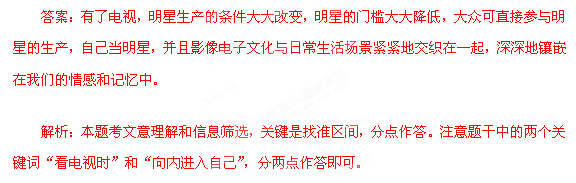 答案：有了电视，明星生产的条件大大改变，明星的门槛大大降低，大众可直接参与明
星的生产，自己当明星，并且影像电子文化与日常生活场景紧紧地交织在一起，深深地镶嵌
在我们的情感和记忆中。
解析：本题考文意理解和信息筛选，关键是找准区间，分点作答。注意题干中的两个关
键词“看电视时”和“向内进入自己”，分两点作答即可。